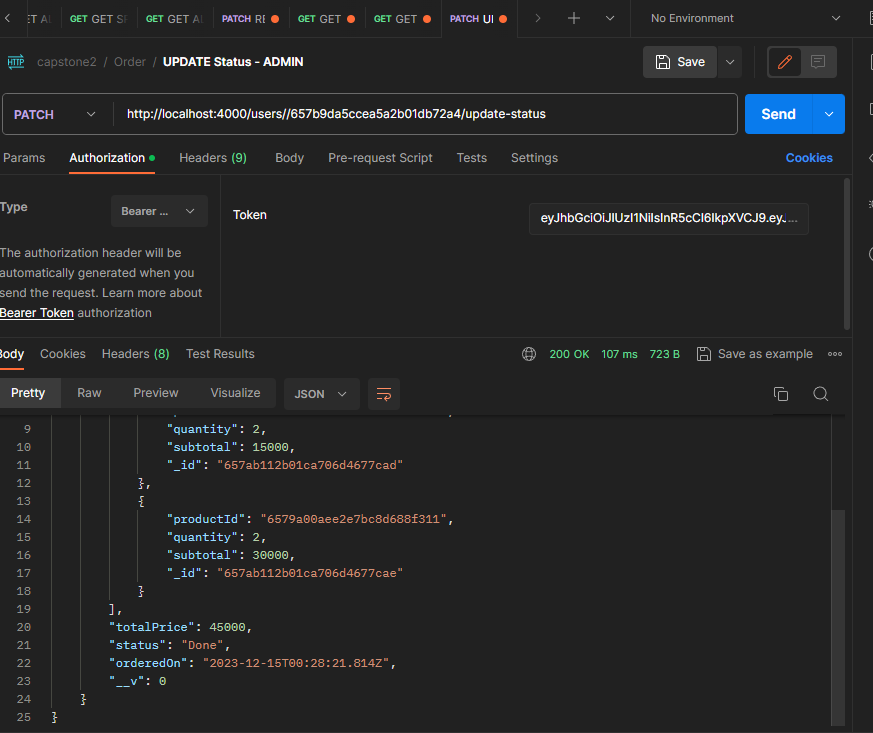 ET A GET GET SF GET GET A PATCH RE GET GET GET GET PATCH UI No Environment
HTTP capstone2 / Order / UPDATE Status - ADMIN Save
PATCH http://localhost:4000/users//657b9da5ccea5a2b01db72a4/update-status Send
Params Authorization Headers (9) Body Pre-request Script Tests Settings Cookies
Type Bearer ... Token eyJhbGciOiJIUzI1NiIsInR5cCI6IkpXVCJ9.eyJ...
The authorization header will be
automatically generated when you
send the request. Learn more about
Bearer Token authorization
Body Cookies Headers (8) Test Results 200 OK 107 ms 723 B Save as example
Pretty Raw Preview Visualize JSON
9 "quantity": 2,
10 "subtotal": 15000,
11 "_id": "657ab112b01ca706d4677cad"
12 },
13 {
14 "productId": "6579a00aee2e7bc8d688f311",
15 "quantity": 2,
16 "subtotal": 30000,
17 "_id": "657ab112b01ca706d4677cae"
18 }
19 ],
20 "totalPrice": 45000,
21 "status": "Done",
22 "orderedOn": "2023-12-15T00:28:21.814Z",
23 "__v": 0
24 }
25 }